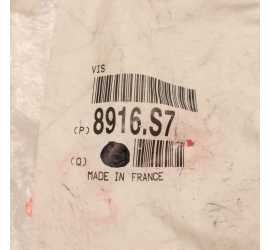 VIS
(P) 8916.S7
(Q)
MADE IN FRANCE